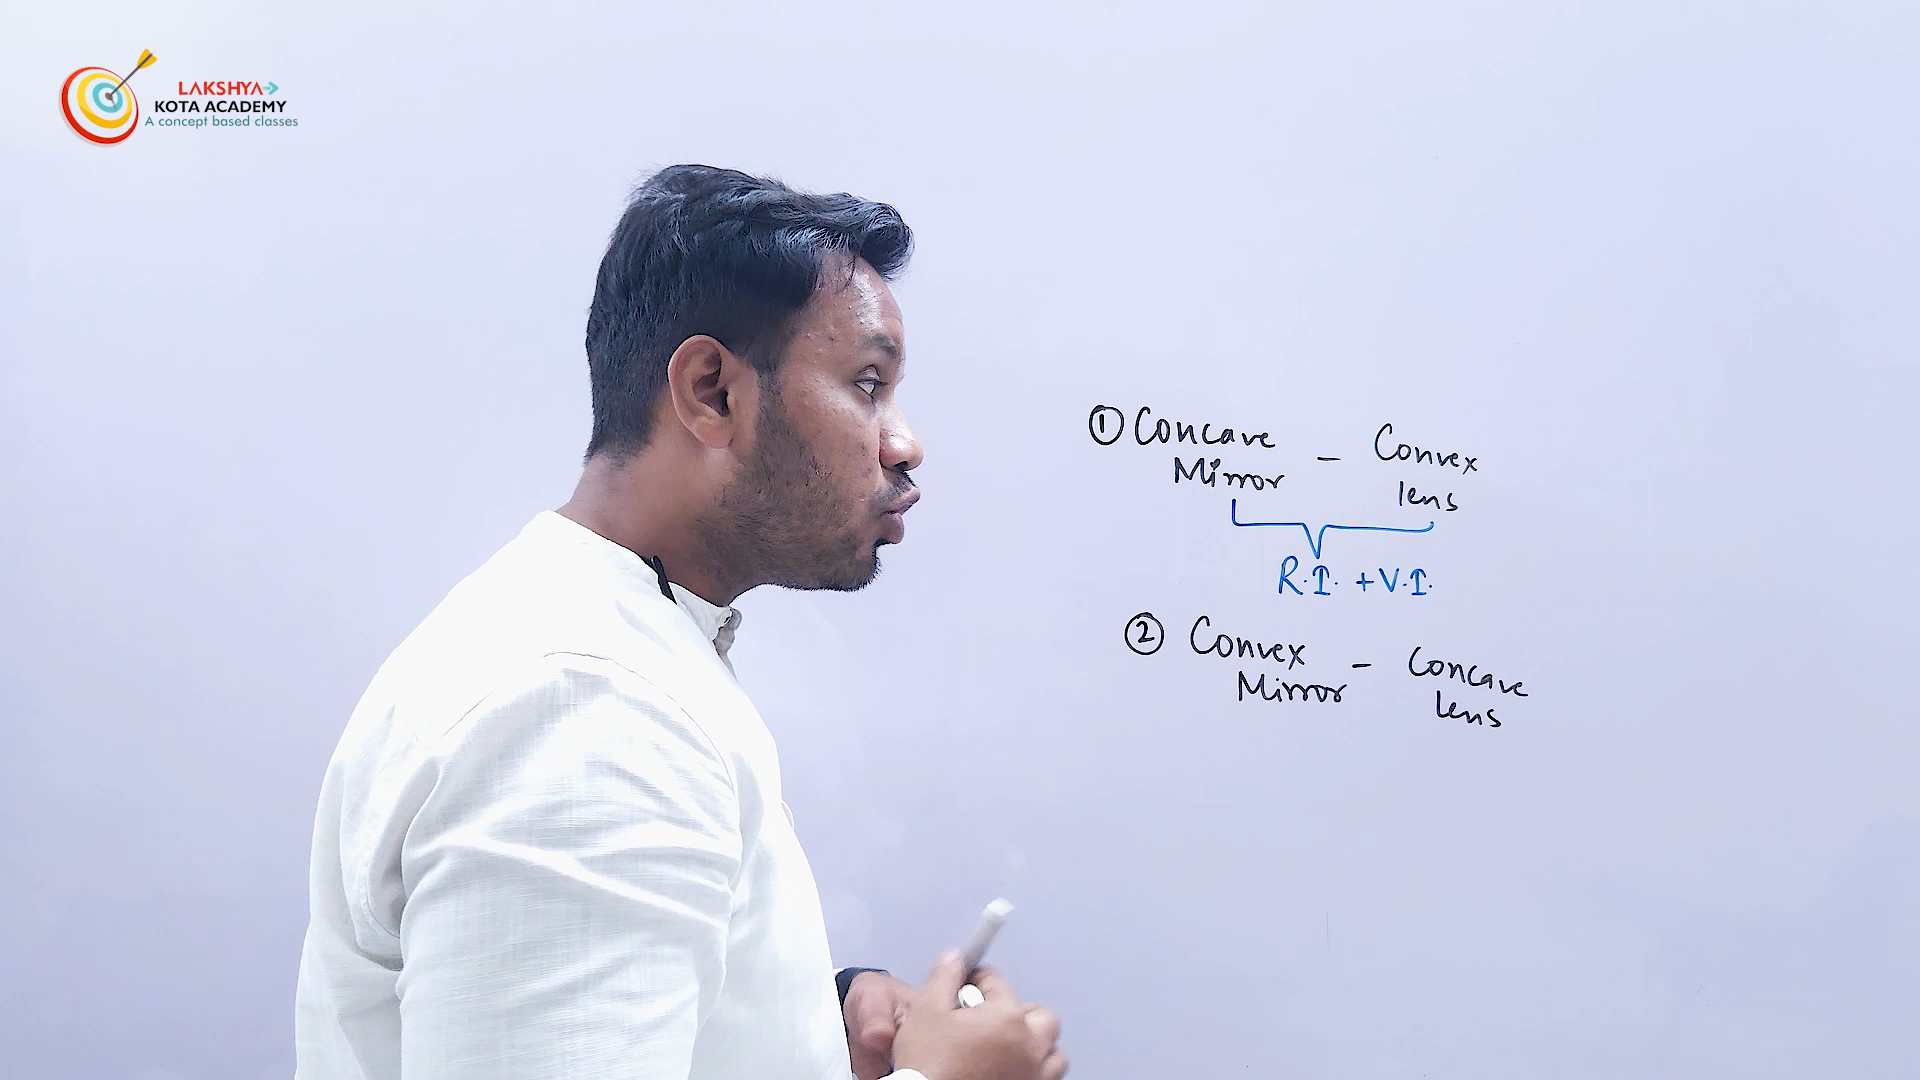 LAKSHYA
KOTA ACADEMY
A concept based classes
① Concave - Convex
Mirror lens
R.I. + V.I.
② Convex - Concave
Mirror lens